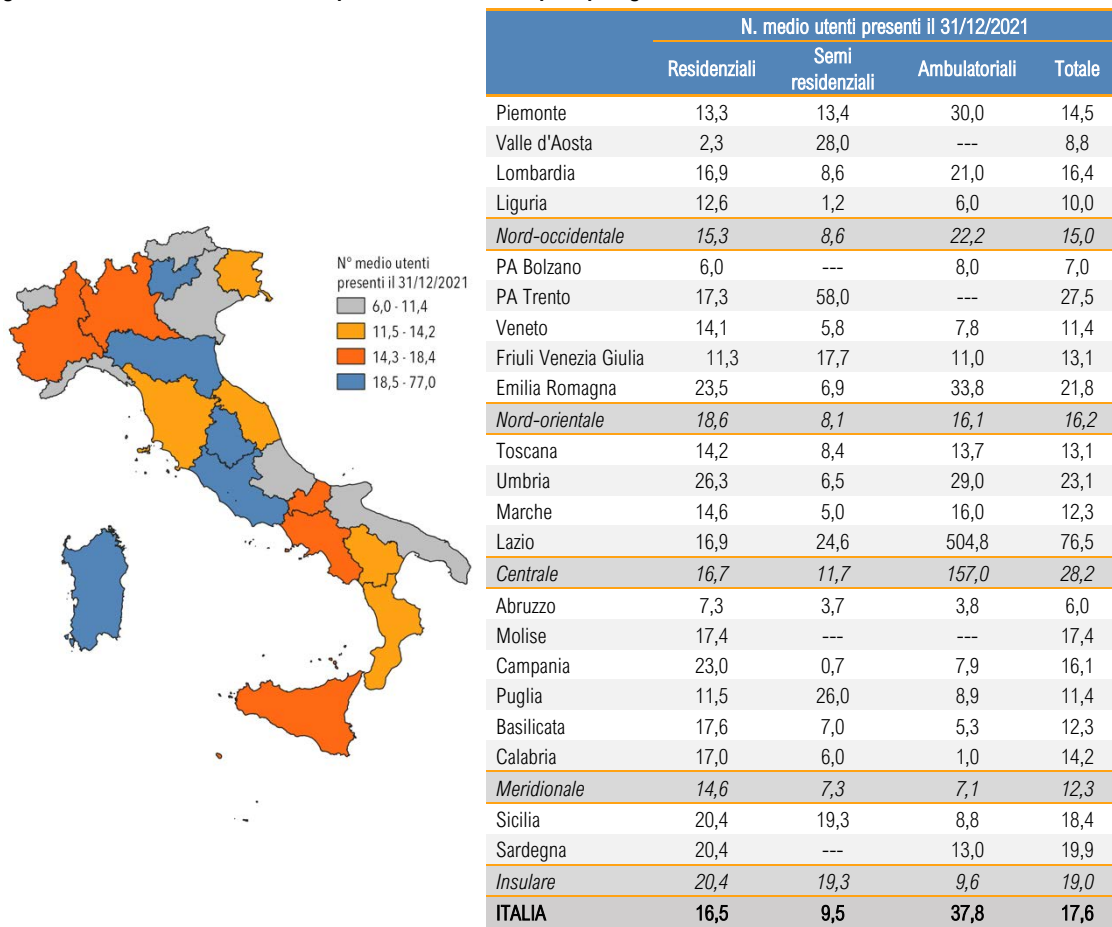 N° medio utenti
presenti il 31/12/2021
6,0 - 11,4
11,5 - 14,2
14,3 - 18,4
18,5 - 77,0
N. medio utenti presenti il 31/12/2021
Residenziali Semi residenziali Ambulatoriali Totale
Piemonte 13,3 13,4 30,0 14,5
Valle d'Aosta 2,3 28,0 --- 8,8
Lombardia 16,9 8,6 21,0 16,4
Liguria 12,6 1,2 6,0 10,0
Nord-occidentale 15,3 8,6 22,2 15,0
PA Bolzano 6,0 --- 8,0 7,0
PA Trento 17,3 58,0 --- 27,5
Veneto 14,1 5,8 7,8 11,4
Friuli Venezia Giulia 11,3 17,7 11,0 13,1
Emilia Romagna 23,5 6,9 33,8 21,8
Nord-orientale 18,6 8,1 16,1 16,2
Toscana 14,2 8,4 13,7 13,1
Umbria 26,3 6,5 29,0 23,1
Marche 14,6 5,0 16,0 12,3
Lazio 16,9 24,6 504,8 76,5
Centrale 16,7 11,7 157,0 28,2
Abruzzo 7,3 3,7 3,8 6,0
Molise 17,4 --- --- 17,4
Campania 23,0 0,7 7,9 16,1
Puglia 11,5 26,0 8,9 11,4
Basilicata 17,6 7,0 5,3 12,3
Calabria 17,0 6,0 1,0 14,2
Meridionale 14,6 7,3 7,1 12,3
Sicilia 20,4 19,3 8,8 18,4
Sardegna 20,4 --- 13,0 19,9
Insulare 20,4 19,3 9,6 19,0
ITALIA 16,5 9,5 37,8 17,6